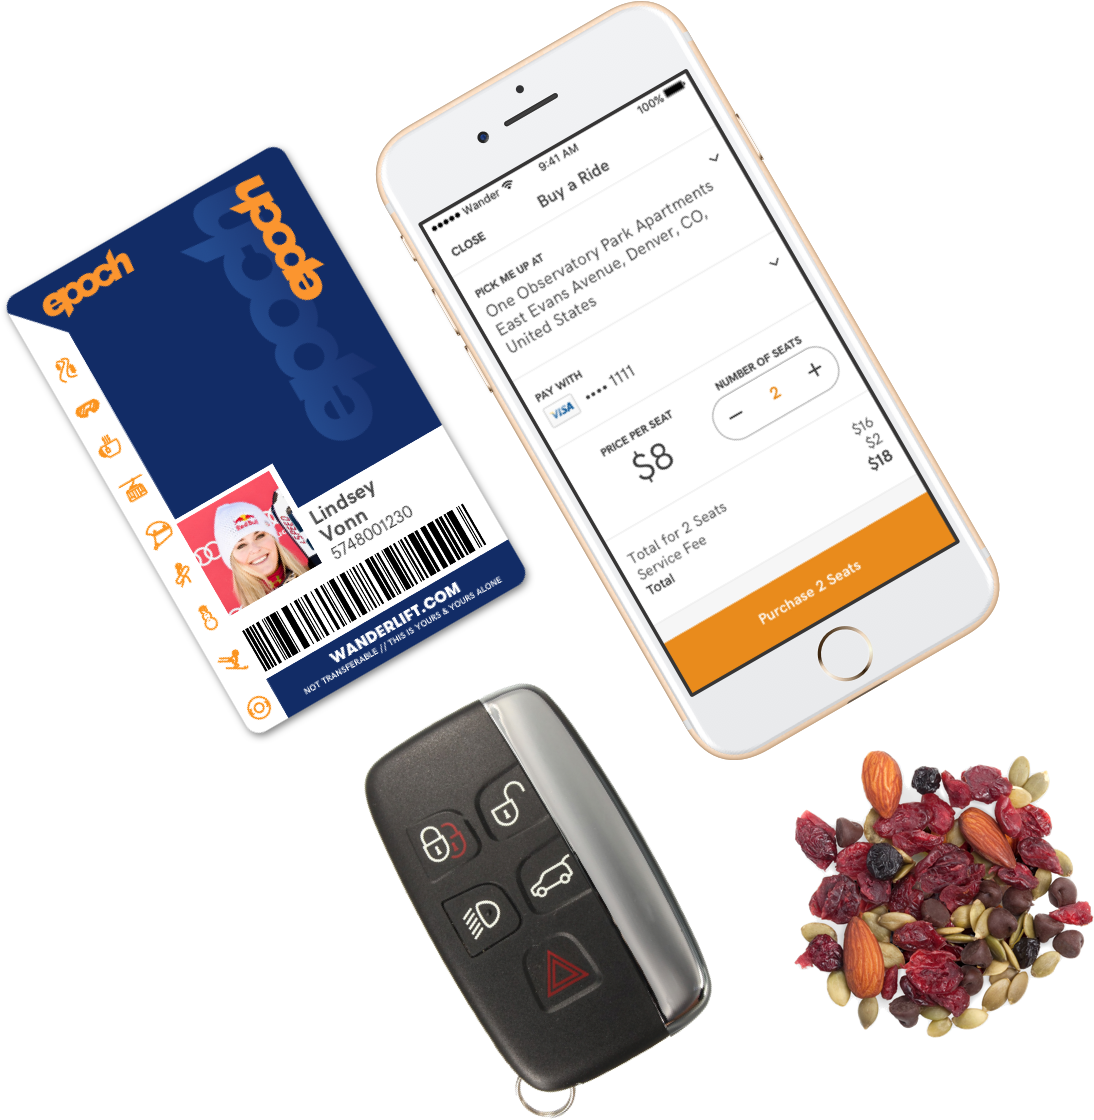 epoch
epoch
epoch
Red Bull
Lindsey
Vonn
5748001230
WANDERLIFT.COM
NOT TRANSFERABLE // THIS IS YOURS & YOURS ALONE
Wander
9:41 AM
100%
CLOSE
Buy a Ride
PICK ME UP AT
One Observatory Park Apartments
East Evans Avenue, Denver, CO,
United States
PAY WITH
VISA •••• 1111
PRICE PER SEAT
$8
NUMBER OF SEATS
– 2 +
Total for 2 Seats $16
Service Fee $2
Total $18
Purchase 2 Seats